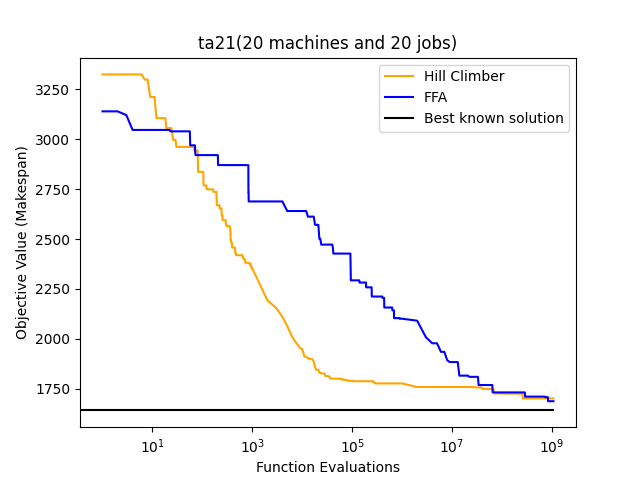 ta21(20 machines and 20 jobs)
Hill Climber
FFA
Best known solution
Objective Value (Makespan)
3250
3000
2750
2500
2250
2000
1750
10^1 10^3 10^5 10^7 10^9
Function Evaluations